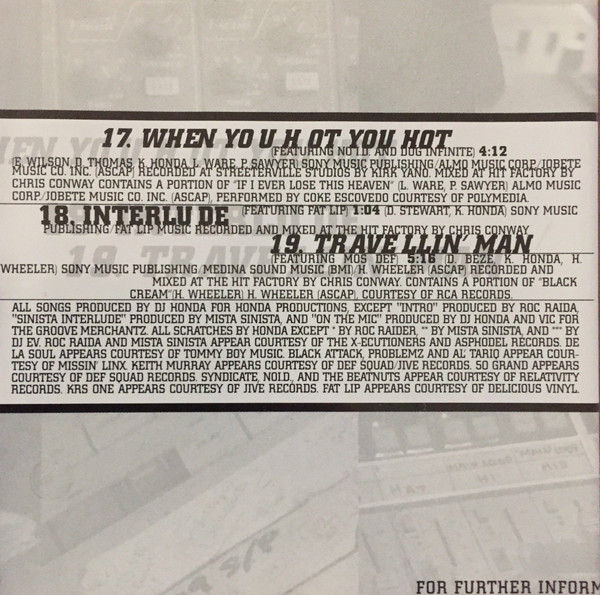 17. WHEN YOU HOT YOU HOT
(FEATURING NO I.D. AND DUG INFINITE) 4:12
(E. WILSON, D. THOMAS, K. HONDA, L. WARE, P. SAWYER) SONY MUSIC PUBLISHING/ALMO MUSIC CORP./JOBETE
MUSIC CO. INC. (ASCAP) RECORDED AT STREETERVILLE STUDIOS BY KIRK YANO. MIXED AT HIT FACTORY BY
CHRIS CONWAY CONTAINS A PORTION OF "IF I EVER LOSE THIS HEAVEN" (L. WARE, P. SAWYER) ALMO MUSIC
CORP./JOBETE MUSIC CO. INC. (ASCAP), PERFORMED BY COKE ESCOVEDO COURTESY OF POLYMEDIA.
18. INTERLUDE (FEATURING FAT LIP) 1:04 (D. STEWART, K. HONDA) SONY MUSIC
PUBLISHING/FAT LIP MUSIC RECORDED AND MIXED AT THE HIT FACTORY BY CHRIS CONWAY
19. TRAVELLIN' MAN
(FEATURING MOS DEF) 5:16 (D. BEZE, K. HONDA, H.
WHEELER) SONY MUSIC PUBLISHING/MEDINA SOUND MUSIC (BMI)/H. WHEELER (ASCAP) RECORDED AND
MIXED AT THE HIT FACTORY BY CHRIS CONWAY. CONTAINS A PORTION OF "BLACK
CREAM"(H. WHEELER) H. WHEELER (ASCAP), COURTESY OF RCA RECORDS.
ALL SONGS PRODUCED BY DJ HONDA FOR HONDA PRODUCTIONS, EXCEPT "INTRO" PRODUCED BY ROC RAIDA,
"SINISTA INTERLUDE" PRODUCED BY MISTA SINISTA, AND "ON THE MIC" PRODUCED BY DJ HONDA AND VIC FOR
THE GROOVE MERCHANTZ. ALL SCRATCHES BY HONDA EXCEPT * BY ROC RAIDER, ** BY MISTA SINISTA, AND *** BY
DJ EV. ROC RAIDA AND MISTA SINISTA APPEAR COURTESY OF THE X-ECUTIONERS AND ASPHODEL RECORDS. DE
LA SOUL APPEARS COURTESY OF TOMMY BOY MUSIC. BLACK ATTACK, PROBLEMZ AND AL TARIQ APPEAR COUR-
TESY OF MISSIN' LINX. KEITH MURRAY APPEARS COURTESY OF DEF SQUAD/JIVE RECORDS. 50 GRAND APPEARS
COURTESY OF DEF SQUAD RECORDS. SYNDICATE, NOI.D., AND THE BEATNUTS APPEAR COURTESY OF RELATIVITY
RECORDS. KRS ONE APPEARS COURTESY OF JIVE RECORDS. FAT LIP APPEARS COURTESY OF DELICIOUS VINYL.
FOR FURTHER INFORM